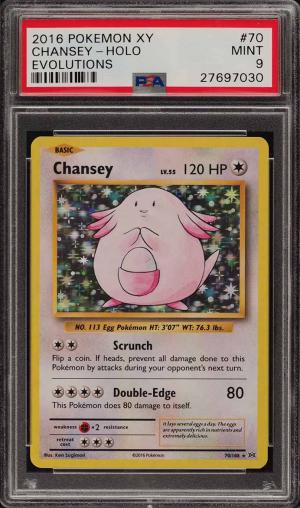 2016 POKEMON XY #70
CHANSEY - HOLO MINT
EVOLUTIONS 9
PSA 27697030
BASIC
Chansey LV.55 120 HP
NO. 113 Egg Pokémon HT: 3'07" WT: 76.3 lbs.
Scrunch
Flip a coin. If heads, prevent all damage done to this
Pokémon by attacks during your opponent's next turn.
Double-Edge 80
This Pokémon does 80 damage to itself.
weakness ×2 resistance
retreat
cost
It lays several eggs a day. The eggs
are apparently rich in nutrients and
extremely delicious.
Illus. Ken Sugimori ©2016 Pokémon 70/108 ★